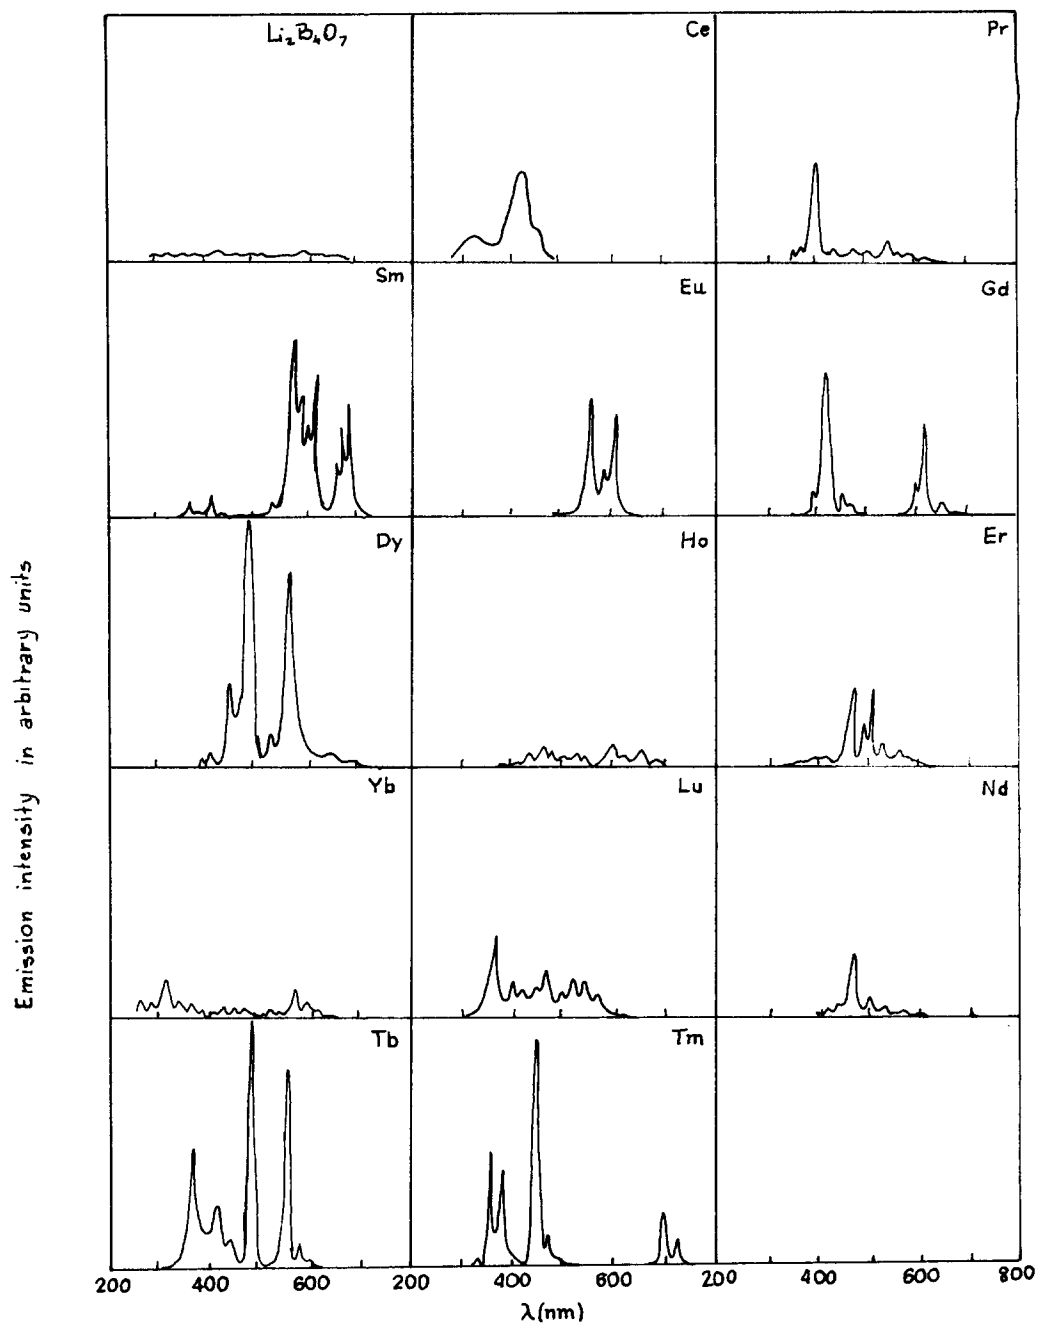 Li₂B₄O₇
Ce
Pr
Sm
Eu
Gd
Dy
Ho
Er
Yb
Lu
Nd
Tb
Tm
Emission intensity in arbitrary units
200 400 600 200 400 600 200 400 600 800
λ(nm)